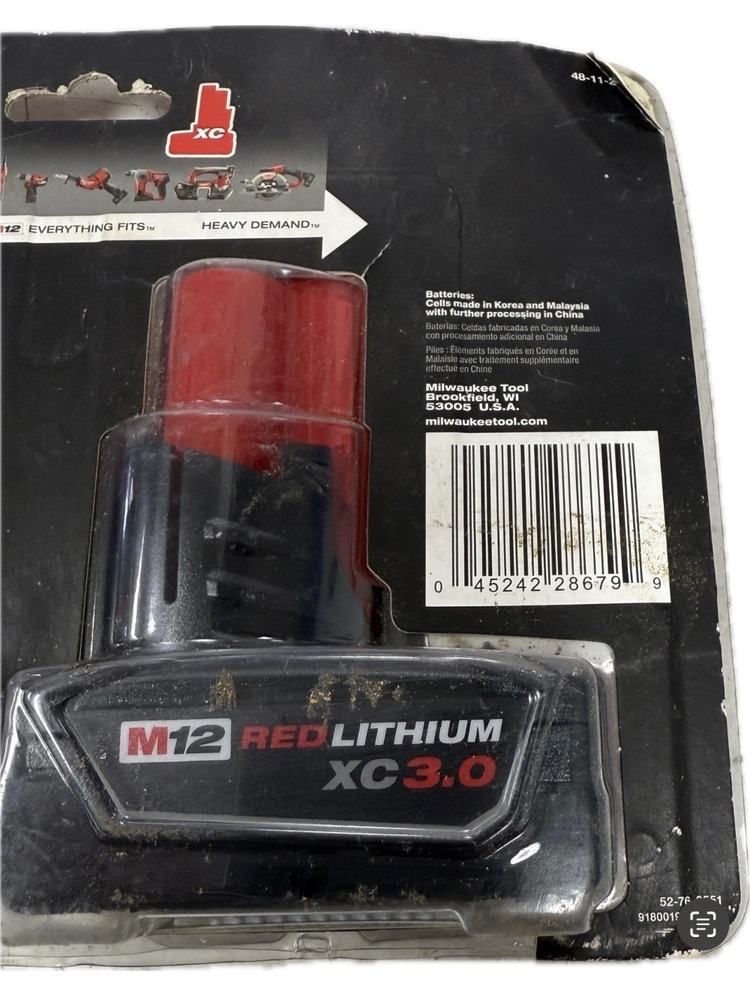 48-11-2
XC
M12 EVERYTHING FITS™ HEAVY DEMAND™
Batteries:
Cells made in Korea and Malaysia
with further processing in China
Baterías: Celdas fabricadas en Corea y Malasia
con procesamiento adicional en China
Piles : Éléments fabriqués en Corée et en
Malaisie avec traitement supplémentaire
effectué en Chine
Milwaukee Tool
Brookfield, WI
53005 U.S.A.
milwaukeetool.com
0 45242 28679 9
M12 REDLITHIUM
XC3.0
52-76